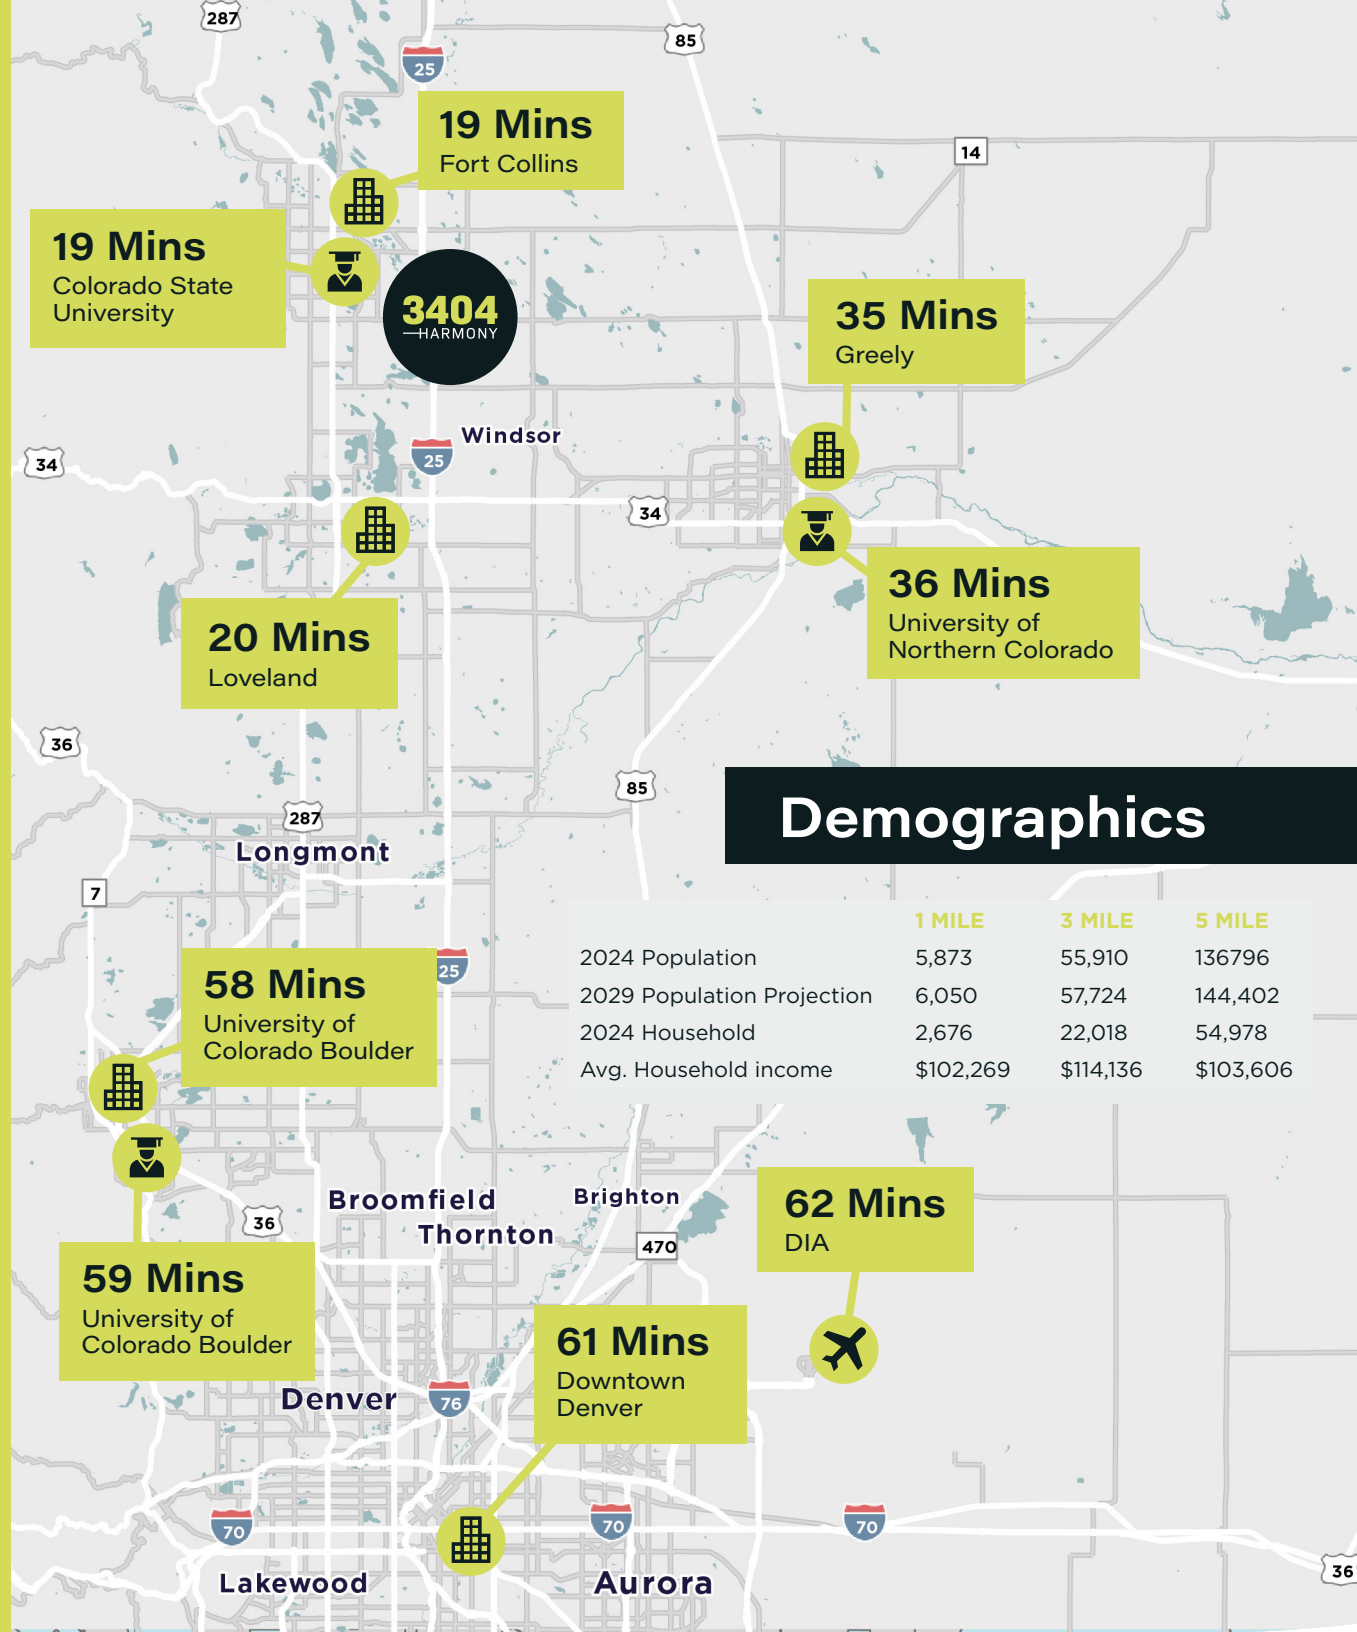 287
25
85
19 Mins
Fort Collins
14
19 Mins
Colorado State
University
3404
HARMONY
35 Mins
Greely
Windsor
25
34
34
36 Mins
University of
Northern Colorado
20 Mins
Loveland
36
85
287
Longmont
7
Demographics
1 MILE 3 MILE 5 MILE
2024 Population 5,873 55,910 136796
2029 Population Projection 6,050 57,724 144,402
2024 Household 2,676 22,018 54,978
Avg. Household income $102,269 $114,136 $103,606
25
58 Mins
University of
Colorado Boulder
Broomfield
Thornton
Brighton
36
470
62 Mins
DIA
59 Mins
University of
Colorado Boulder
61 Mins
Downtown
Denver
Denver
76
70
70
70
36
Lakewood
Aurora